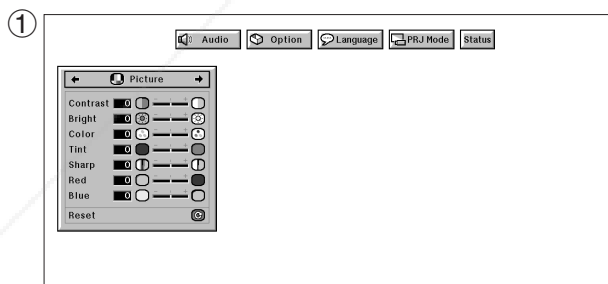 ①
Audio Option Language PRJ Mode Status
Picture
Contrast 0
Bright 0
Color 0
Tint 0
Sharp 0
Red 0
Blue 0
Reset